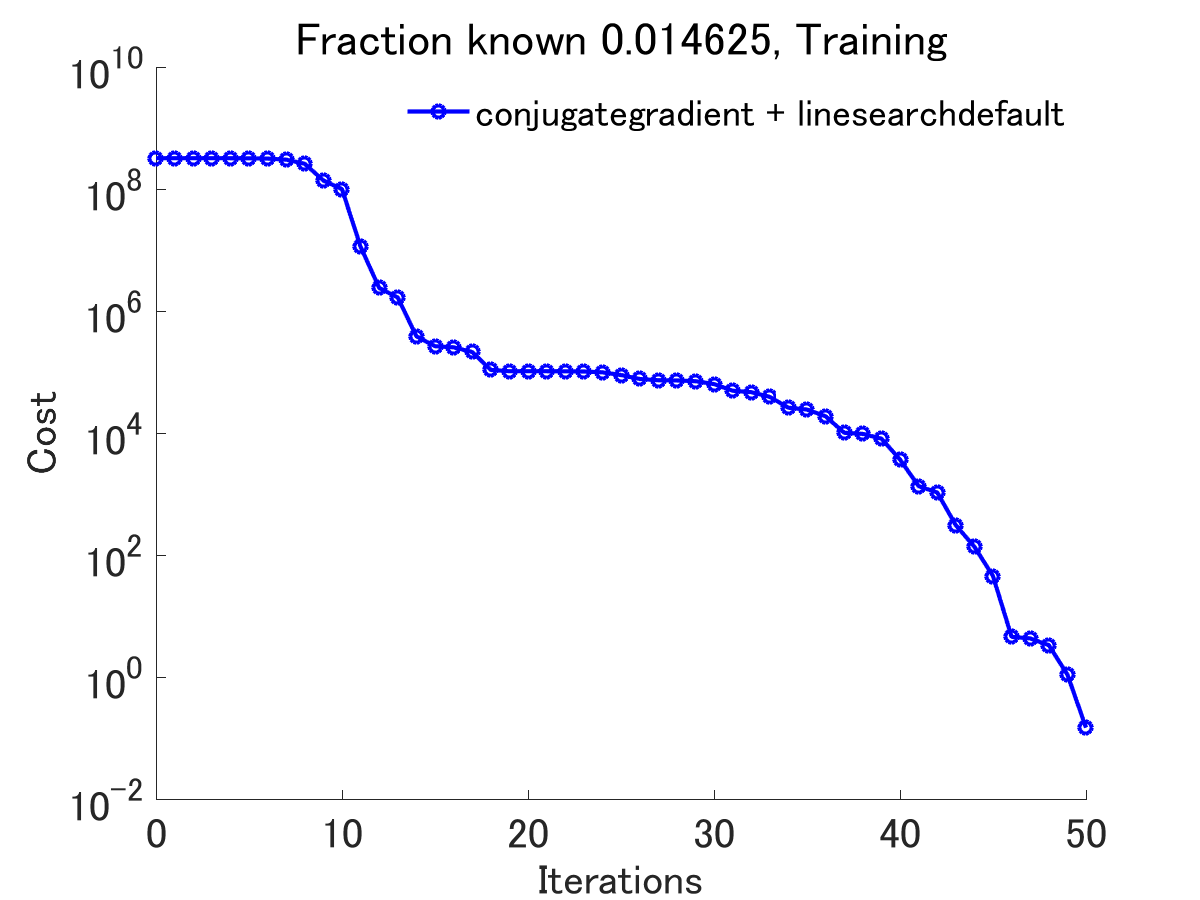 Fraction known 0.014625, Training
conjugategradient + linesearchdefault
10^10
10^8
10^6
10^4
10^2
10^0
10^-2
Cost
0 10 20 30 40 50
Iterations